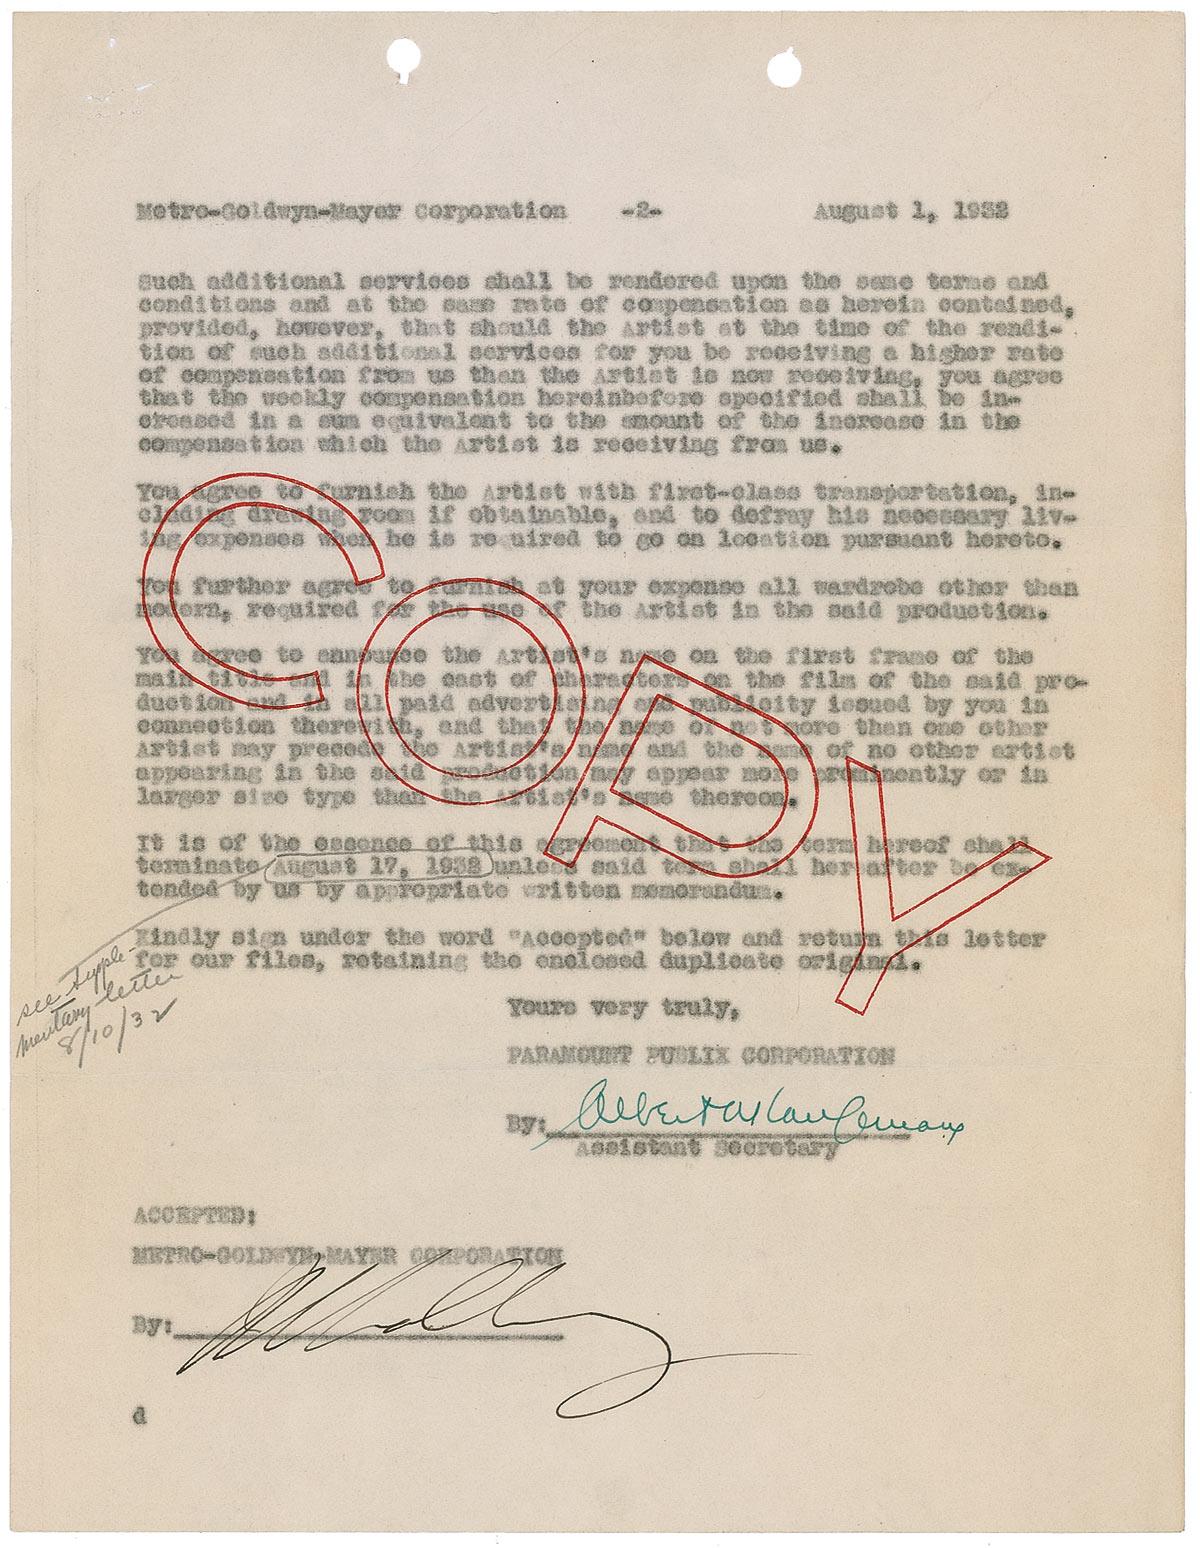 Metro-Goldwyn-Mayer Corporation -2- August 1, 1932
Such additional services shall be rendered upon the same terms and
conditions and at the same rate of compensation as herein contained,
provided, however, that should the Artist at the time of the rendi-
tion of such additional services for you be receiving a higher rate
of compensation from us than the Artist is now receiving, you agree
that the weekly compensation hereinbefore specified shall be in-
creased in a sum equivalent to the amount of the increase in the
compensation which the Artist is receiving from us.
You agree to furnish the Artist with first-class transportation, in-
cluding drawing room if obtainable, and to defray his necessary liv-
ing expenses when he is required to go on location pursuant hereto.
You further agree to furnish at your expense all wardrobe other than
modern, required for the use of the Artist in the said production.
You agree to announce the Artist's name on the first frame of the
main title and in the cast of characters on the film of the said pro-
duction and in all paid advertising and publicity issued by you in
connection therewith, and that the name of not more than one other
Artist may precede the Artist's name and the name of no other artist
appearing in the said production may appear more prominently or in
larger size type than the Artist's name thereon.
It is of the essence of this agreement that the term hereof shall
terminate August 17, 1932 unless said term shall hereafter be ex-
tended by us by appropriate written memorandum.
Kindly sign under the word "Accepted" below and return this letter
for our files, retaining the enclosed duplicate original.
COPY
see supple-
mentary letter
8/10/32
Yours very truly,
PARAMOUNT PUBLIX CORPORATION
By: Albert
Assistant Secretary
ACCEPTED:
METRO-GOLDWYN-MAYER CORPORATION
By:
d